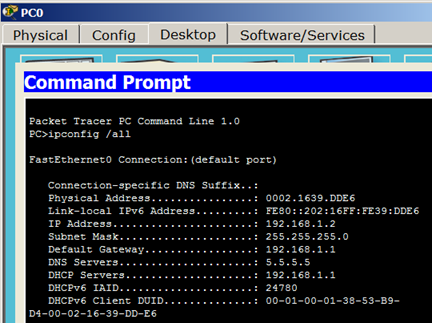 PC0
Physical Config Desktop Software/Services
Command Prompt
Packet Tracer PC Command Line 1.0
PC>ipconfig /all
FastEthernet0 Connection:(default port)
Connection-specific DNS Suffix..:
Physical Address................: 0002.1639.DDE6
Link-local IPv6 Address.........: FE80::202:16FF:FE39:DDE6
IP Address......................: 192.168.1.2
Subnet Mask.....................: 255.255.255.0
Default Gateway.................: 192.168.1.1
DNS Servers.....................: 5.5.5.5
DHCP Servers....................: 192.168.1.1
DHCPv6 IAID.....................: 24780
DHCPv6 Client DUID..............: 00-01-00-01-38-53-B9-
D4-00-02-16-39-DD-E6